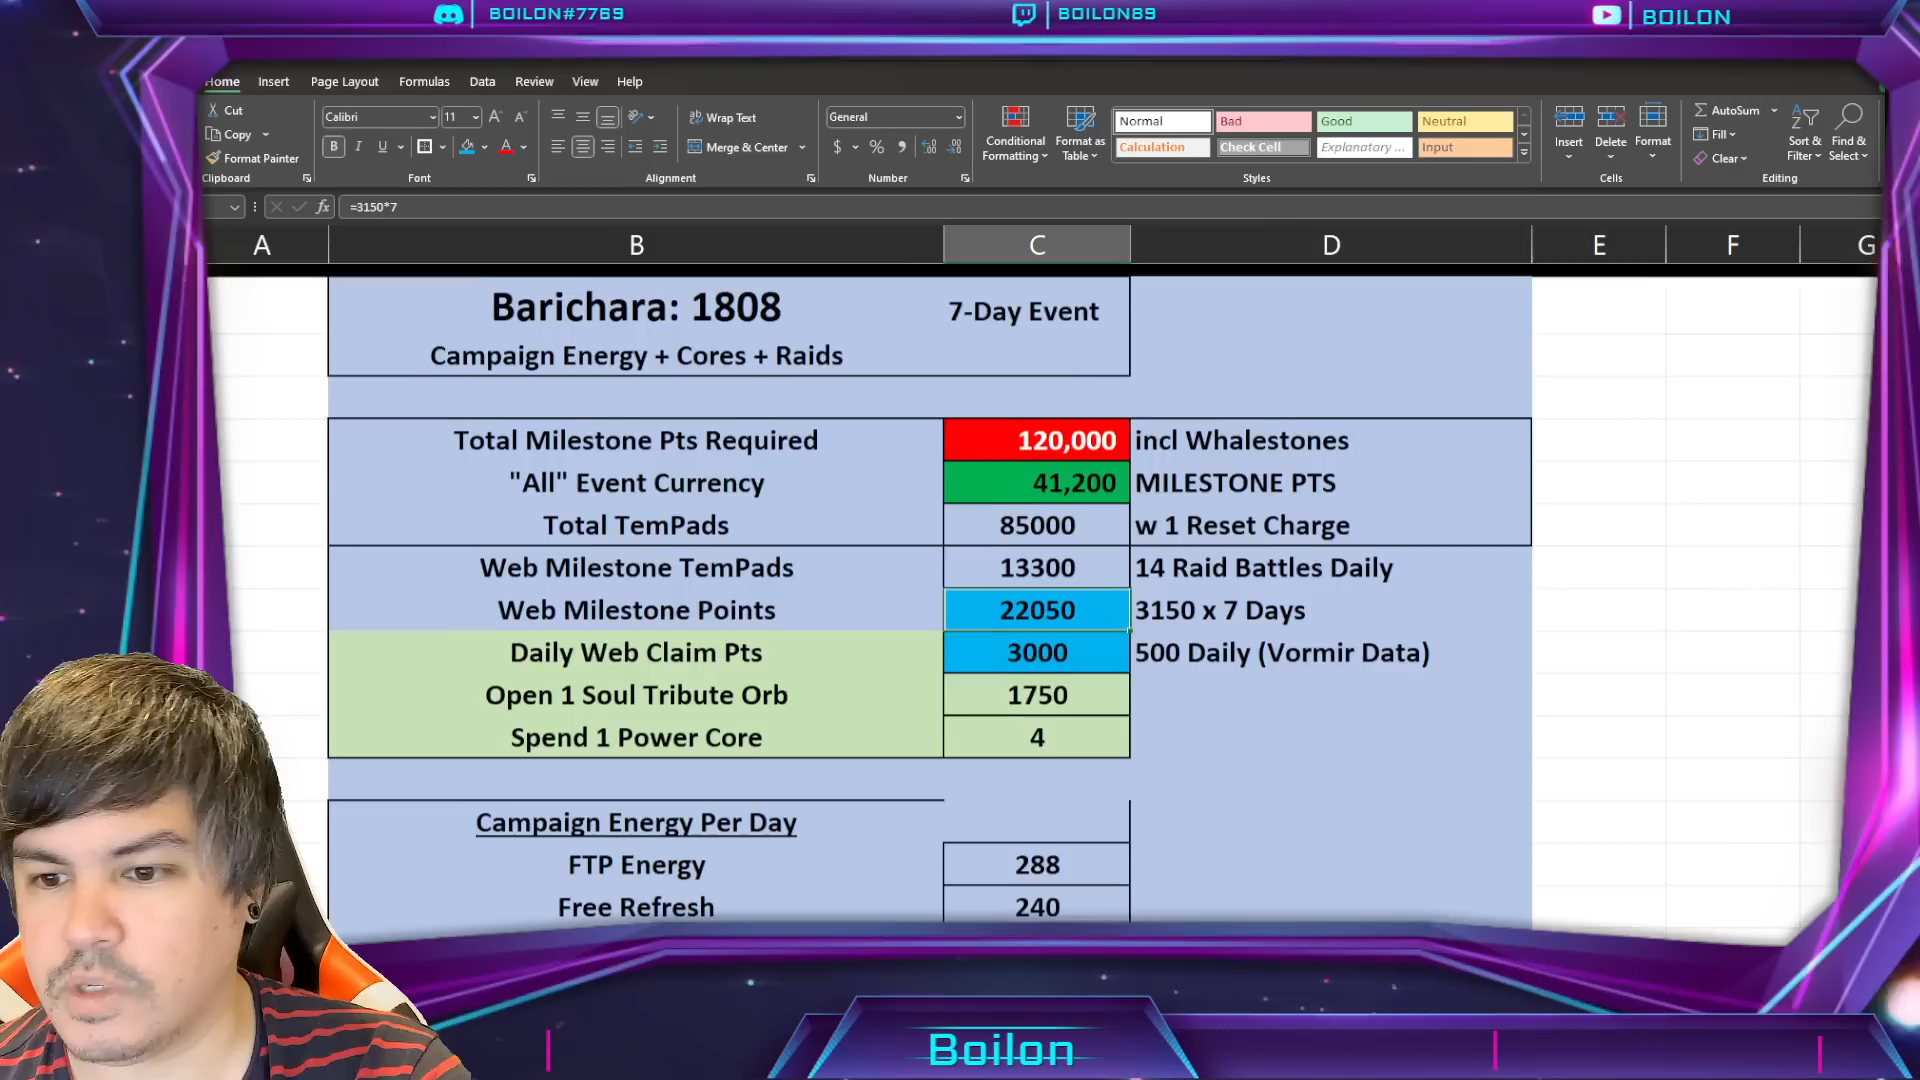 BOILON#7769
BOILON89
BOILON
Home Insert Page Layout Formulas Data Review View Help
Cut
Copy
Format Painter
Clipboard
Calibri 11
B I U
Font
Wrap Text
Merge & Center
Alignment
General
$ %
Number
Conditional Formatting
Format as Table
Normal Bad Good Neutral
Calculation Check Cell Explanatory ... Input
Styles
Insert Delete Format
Cells
AutoSum
Fill
Clear
Sort & Filter
Find & Select
Editing
fx =3150*7
A B C D E F G
Barichara: 1808 7-Day Event
Campaign Energy + Cores + Raids
Total Milestone Pts Required 120,000 incl Whalestones
"All" Event Currency 41,200 MILESTONE PTS
Total TemPads 85000 w 1 Reset Charge
Web Milestone TemPads 13300 14 Raid Battles Daily
Web Milestone Points 22050 3150 x 7 Days
Daily Web Claim Pts 3000 500 Daily (Vormir Data)
Open 1 Soul Tribute Orb 1750
Spend 1 Power Core 4
Campaign Energy Per Day
FTP Energy 288
Free Refresh 240
Boilon